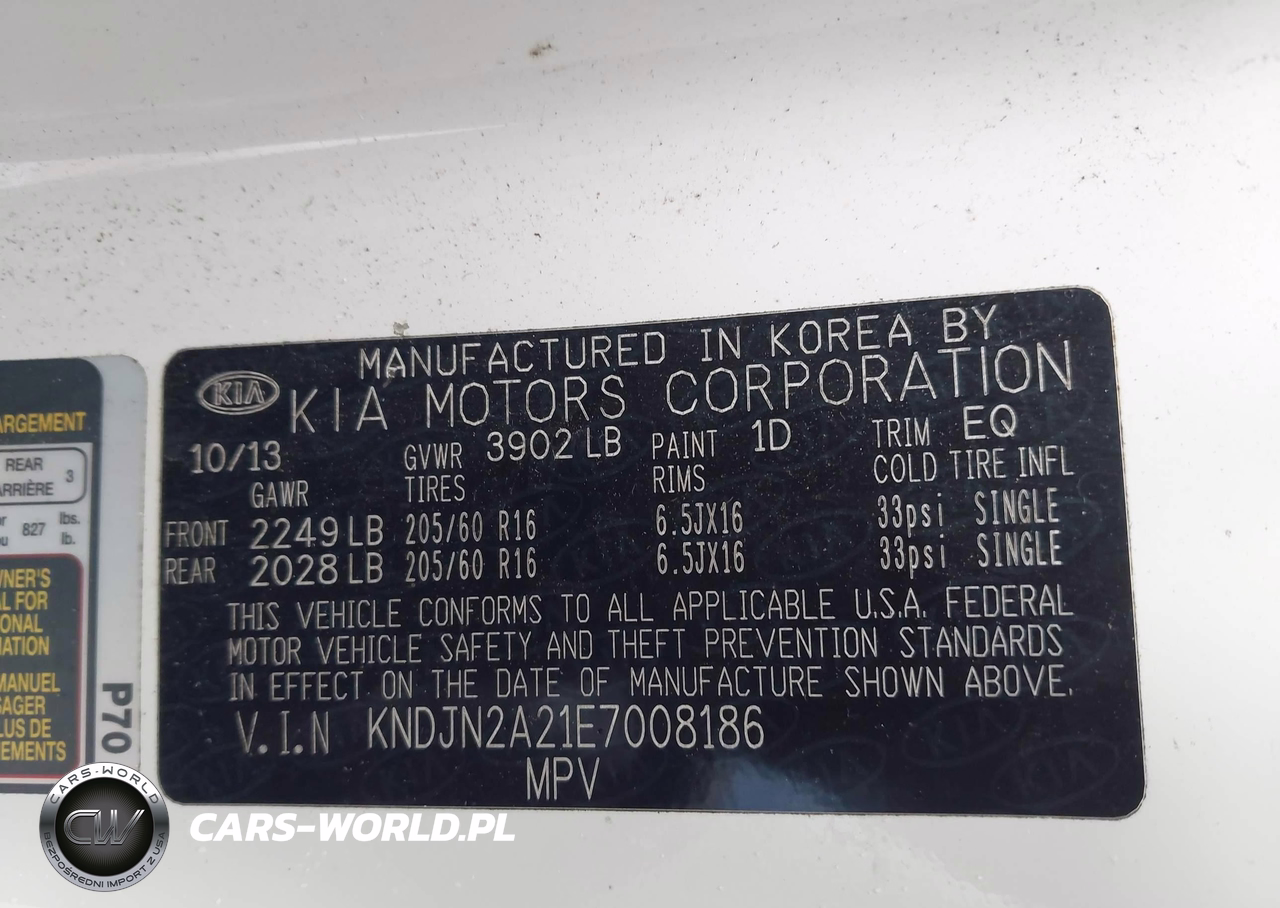 ARGEMENT
REAR
ARRIÈRE 3
827 lbs.
lb.
WNER'S
AL FOR
IONAL
MATION
MANUEL
SAGER
LUS DE
NEMENTS
P70
MANUFACTURED IN KOREA BY
KIA KIA MOTORS CORPORATION
10/13 GVWR 3902 LB PAINT 1D TRIM EQ
GAWR TIRES RIMS COLD TIRE INFL
FRONT 2249 LB 205/60 R16 6.5JX16 33psi SINGLE
REAR 2028 LB 205/60 R16 6.5JX16 33psi SINGLE
THIS VEHICLE CONFORMS TO ALL APPLICABLE U.S.A. FEDERAL
MOTOR VEHICLE SAFETY AND THEFT PREVENTION STANDARDS
IN EFFECT ON THE DATE OF MANUFACTURE SHOWN ABOVE.
V.I.N KNDJN2A21E7008186
MPV
CARS-WORLD
CW
BEZPOŚREDNI IMPORT Z USA
CARS-WORLD.PL